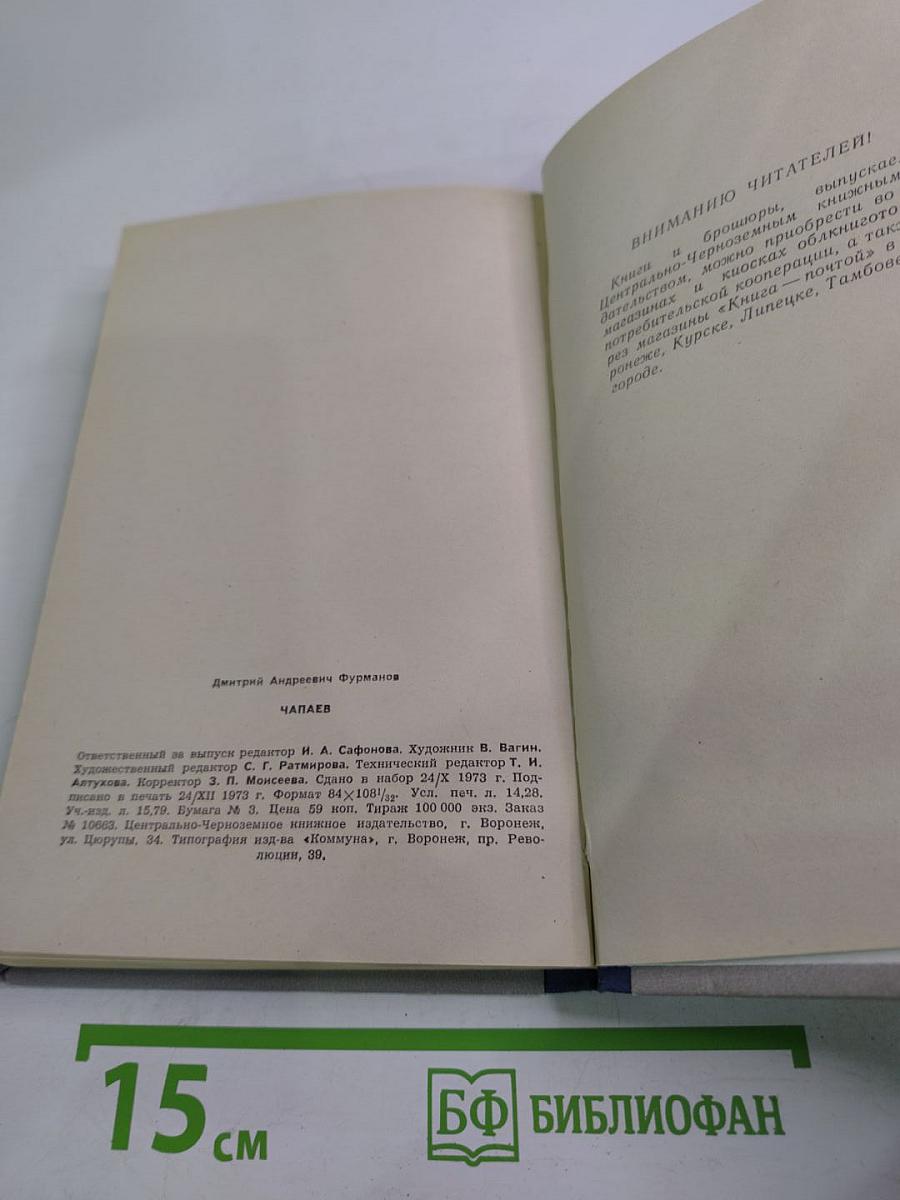 Дмитрий Андреевич Фурманов
ЧАПАЕВ
Ответственный за выпуск редактор И. А. Сафонова. Художник В. Вагин.
Художественный редактор С. Г. Ратмирова. Технический редактор Т. И.
Алтухова. Корректор З. П. Моисеева. Сдано в набор 24/X 1973 г. Под-
писано в печать 24/XII 1973 г. Формат 84×108¹/₃₂. Усл. печ. л. 14,28.
Уч.-изд. л. 15,79. Бумага № 3. Цена 59 коп. Тираж 100 000 экз. Заказ
№ 10663. Центрально-Черноземное книжное издательство, г. Воронеж,
ул. Цюрупы, 34. Типография изд-ва «Коммуна», г. Воронеж, пр. Рево-
люции, 39.
ВНИМАНИЮ ЧИТАТЕЛЕЙ!
Книги и брошюры, выпускае
Центрально-Черноземным книжным
дательством, можно приобрести во
магазинах и киосках облкнигото
потребительской кооперации, а такж
рез магазины «Книга — почтой» в
ронеже, Курске, Липецке, Тамбове
городе.
15 см
БФ БИБЛИОФАН